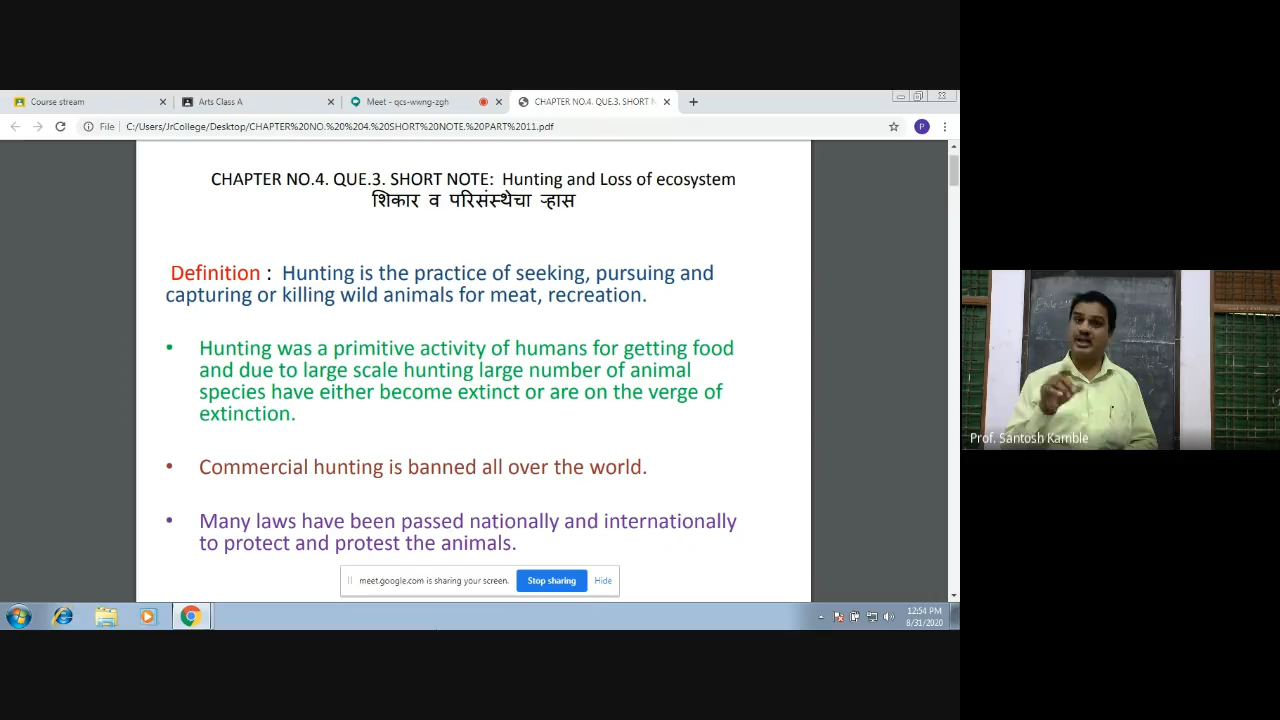 Course stream
Arts Class A
Meet - qcs-wwng-zgh
CHAPTER NO.4. QUE.3. SHORT N
File
C:/Users/JrCollege/Desktop/CHAPTER%20NO.%20%204.%20SHORT%20NOTE.%20PART%2011.pdf
P
CHAPTER NO.4. QUE.3. SHORT NOTE: Hunting and Loss of ecosystem
शिकार व परिसंस्थेचा ऱ्हास
Definition : Hunting is the practice of seeking, pursuing and
capturing or killing wild animals for meat, recreation.
• Hunting was a primitive activity of humans for getting food
and due to large scale hunting large number of animal
species have either become extinct or are on the verge of
extinction.
• Commercial hunting is banned all over the world.
• Many laws have been passed nationally and internationally
to protect and protest the animals.
meet.google.com is sharing your screen.
Stop sharing
Hide
12:54 PM
8/31/2020
Prof. Santosh Kamble